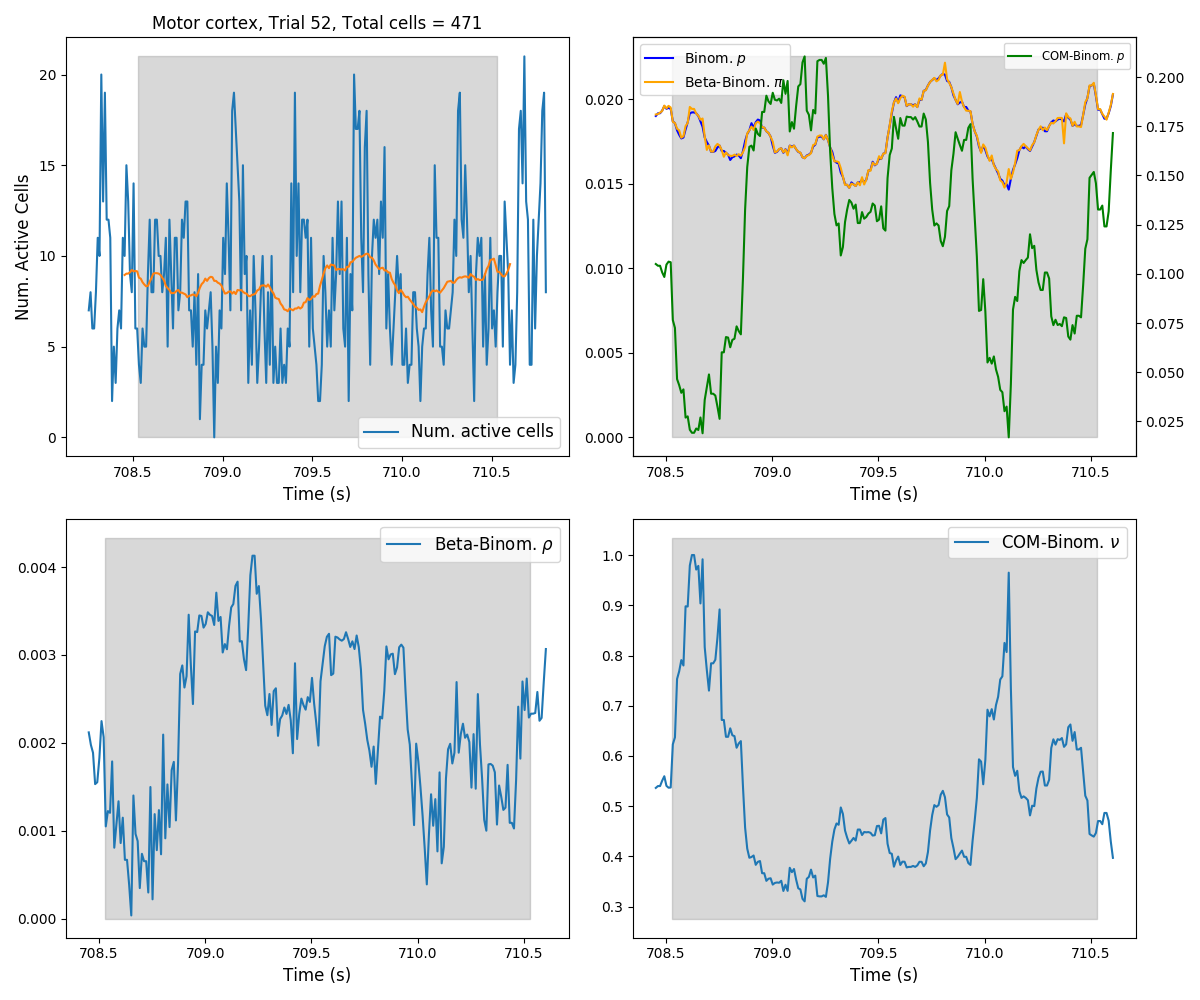 Motor cortex, Trial 52, Total cells = 471
Num. Active Cells
20
15
10
5
0
Num. active cells
708.5 709.0 709.5 710.0 710.5
Time (s)
Binom. p
Beta-Binom. π
COM-Binom. p
0.020
0.015
0.010
0.005
0.000
0.200
0.175
0.150
0.125
0.100
0.075
0.050
0.025
708.5 709.0 709.5 710.0 710.5
Time (s)
Beta-Binom. ρ
0.004
0.003
0.002
0.001
0.000
708.5 709.0 709.5 710.0 710.5
Time (s)
COM-Binom. ν
1.0
0.9
0.8
0.7
0.6
0.5
0.4
0.3
708.5 709.0 709.5 710.0 710.5
Time (s)